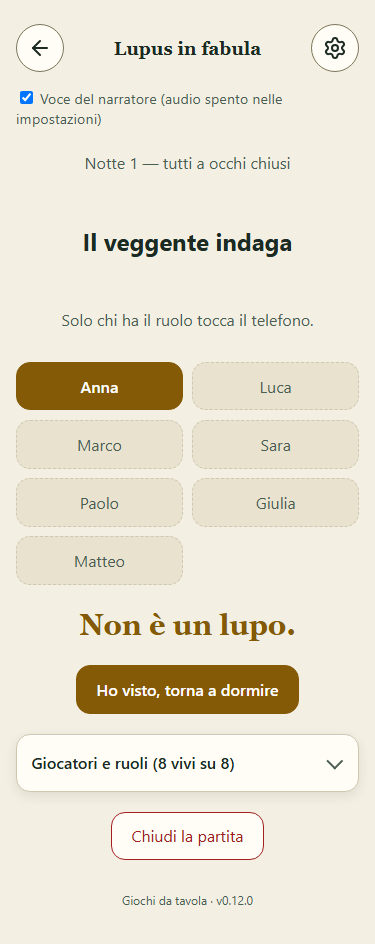 Lupus in fabula
Voce del narratore (audio spento nelle
impostazioni)
Notte 1 — tutti a occhi chiusi
Il veggente indaga
Solo chi ha il ruolo tocca il telefono.
Anna
Luca
Marco
Sara
Paolo
Giulia
Matteo
Non è un lupo.
Ho visto, torna a dormire
Giocatori e ruoli (8 vivi su 8)
Chiudi la partita
Giochi da tavola · v0.12.0